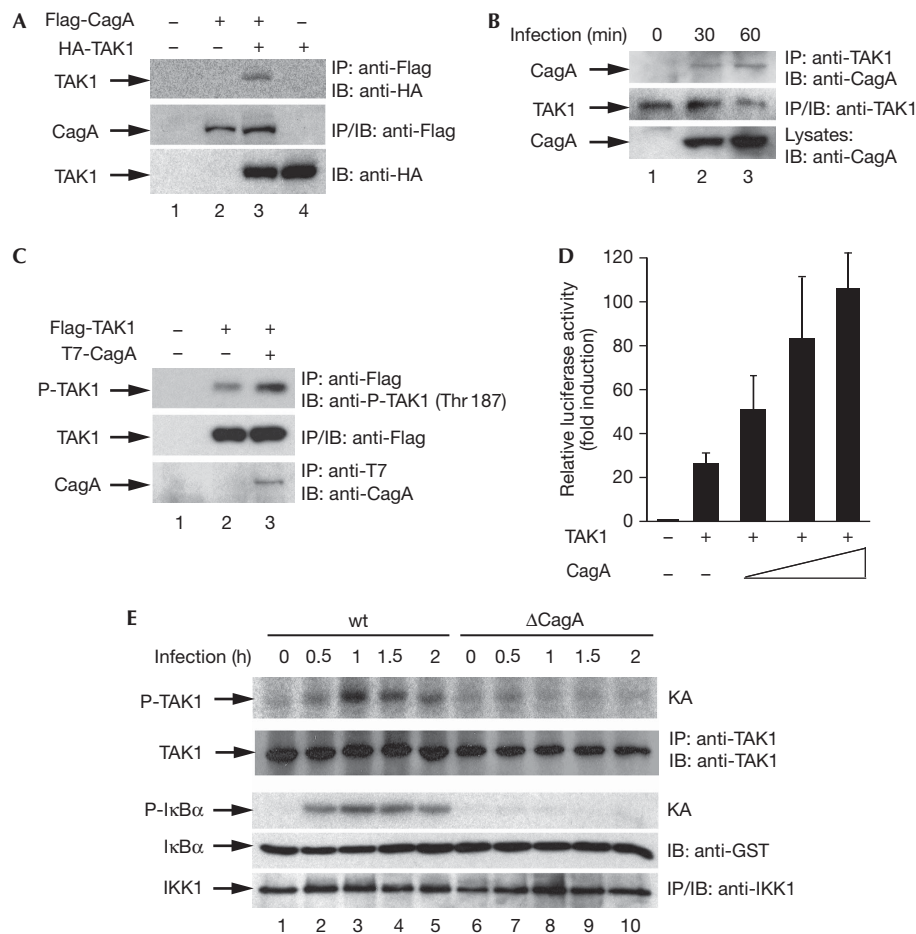 A
Flag-CagA – + + –
HA-TAK1 – – + +
TAK1 IP: anti-Flag
IB: anti-HA
CagA IP/IB: anti-Flag
TAK1 IB: anti-HA
1 2 3 4
B
Infection (min) 0 30 60
CagA IP: anti-TAK1
IB: anti-CagA
TAK1 IP/IB: anti-TAK1
CagA Lysates:
IB: anti-CagA
1 2 3
C
Flag-TAK1 – + +
T7-CagA – – +
P-TAK1 IP: anti-Flag
IB: anti-P-TAK1 (Thr 187)
TAK1 IP/IB: anti-Flag
CagA IP: anti-T7
IB: anti-CagA
1 2 3
D
Relative luciferase activity
(fold induction)
120
100
80
60
40
20
0
TAK1 – + + + +
CagA – –
E
wt ΔCagA
Infection (h) 0 0.5 1 1.5 2 0 0.5 1 1.5 2
P-TAK1 KA
TAK1 IP: anti-TAK1
IB: anti-TAK1
P-IκBα KA
IκBα IB: anti-GST
IKK1 IP/IB: anti-IKK1
1 2 3 4 5 6 7 8 9 10